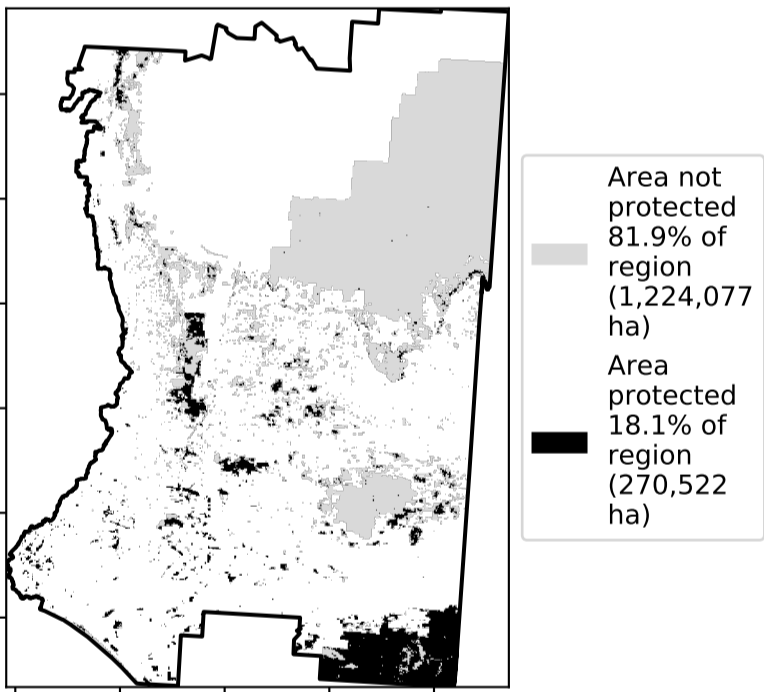 Area not
protected
81.9% of
region
(1,224,077
ha)
Area
protected
18.1% of
region
(270,522
ha)